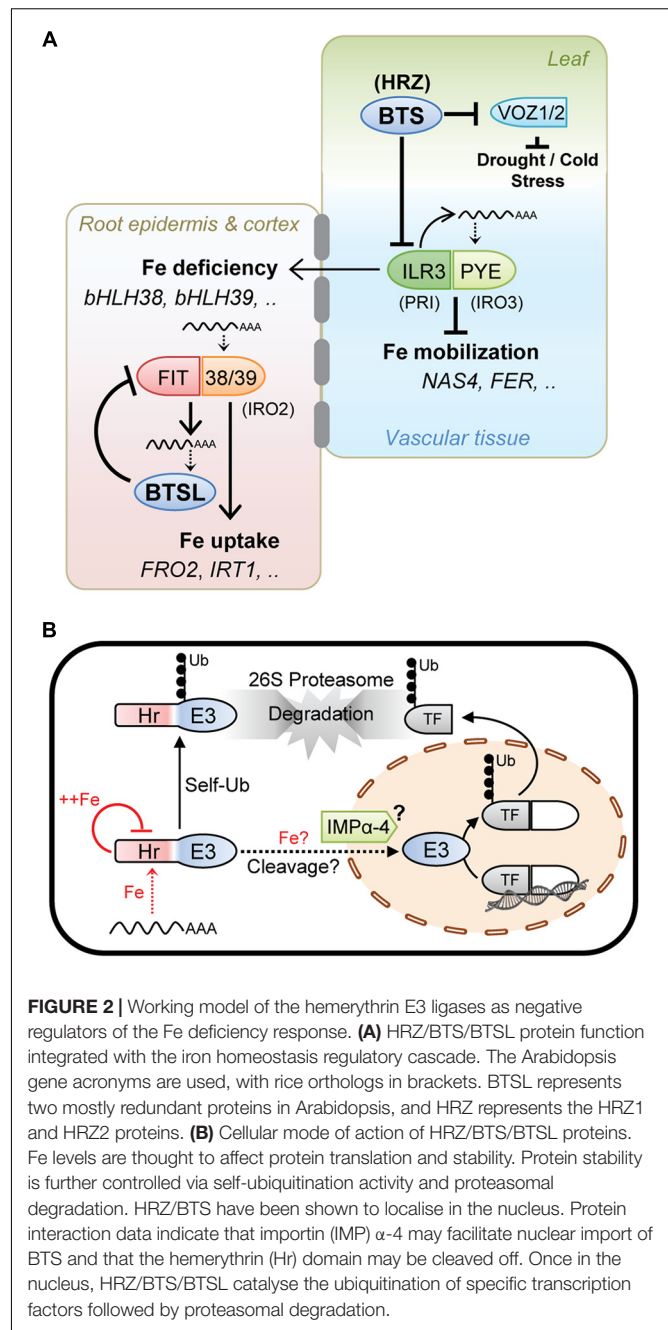 A
Leaf
(HRZ)
BTS
VOZ1/2
Drought / Cold
Stress
Root epidermis & cortex
AAA
Fe deficiency
ILR3
PYE
bHLH38, bHLH39, ..
(PRI)
(IRO3)
AAA
Fe mobilization
FIT
38/39
NAS4, FER, ..
(IRO2)
AAA
BTSL
Vascular tissue
Fe uptake
FRO2, IRT1, ..
B
Ub
26S Proteasome
Ub
Hr
E3
Degradation
TF
Self-Ub
Ub
++Fe
IMPα-4
?
TF
Hr
E3
Fe?
Cleavage?
E3
Fe
TF
AAA
FIGURE 2 | Working model of the hemerythrin E3 ligases as negative
regulators of the Fe deficiency response. (A) HRZ/BTS/BTSL protein function
integrated with the iron homeostasis regulatory cascade. The Arabidopsis
gene acronyms are used, with rice orthologs in brackets. BTSL represents
two mostly redundant proteins in Arabidopsis, and HRZ represents the HRZ1
and HRZ2 proteins. (B) Cellular mode of action of HRZ/BTS/BTSL proteins.
Fe levels are thought to affect protein translation and stability. Protein stability
is further controlled via self-ubiquitination activity and proteasomal
degradation. HRZ/BTS have been shown to localise in the nucleus. Protein
interaction data indicate that importin (IMP) α-4 may facilitate nuclear import of
BTS and that the hemerythrin (Hr) domain may be cleaved off. Once in the
nucleus, HRZ/BTS/BTSL catalyse the ubiquitination of specific transcription
factors followed by proteasomal degradation.